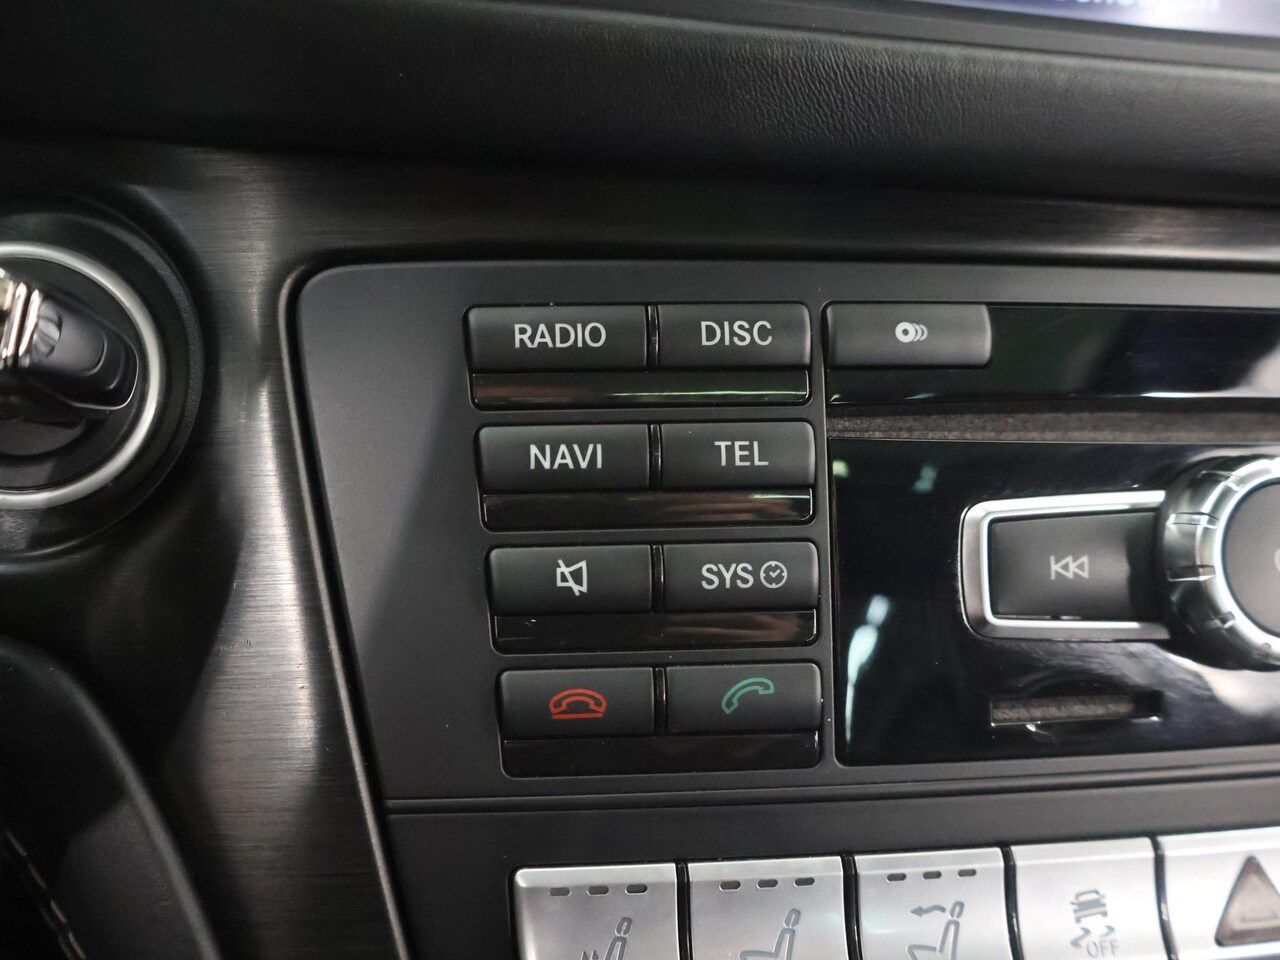 RADIO DISC
NAVI TEL
SYS
OFF